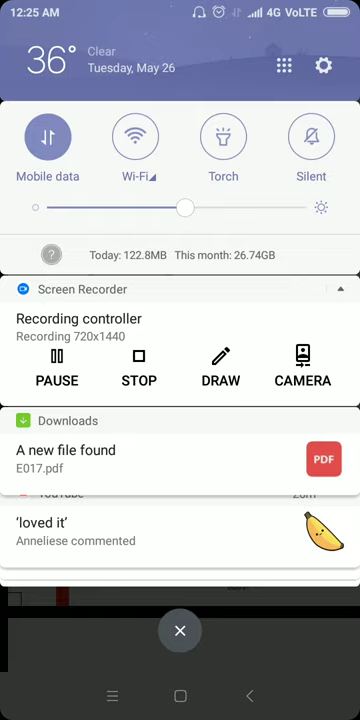 12:25 AM
4G VoLTE
36°
Clear
Tuesday, May 26
Mobile data
Wi-Fi
Torch
Silent
? Today: 122.8MB This month: 26.74GB
Screen Recorder
Recording controller
Recording 720x1440
PAUSE STOP DRAW CAMERA
Downloads
A new file found
E017.pdf
PDF
YouTube
'loved it'
Anneliese commented